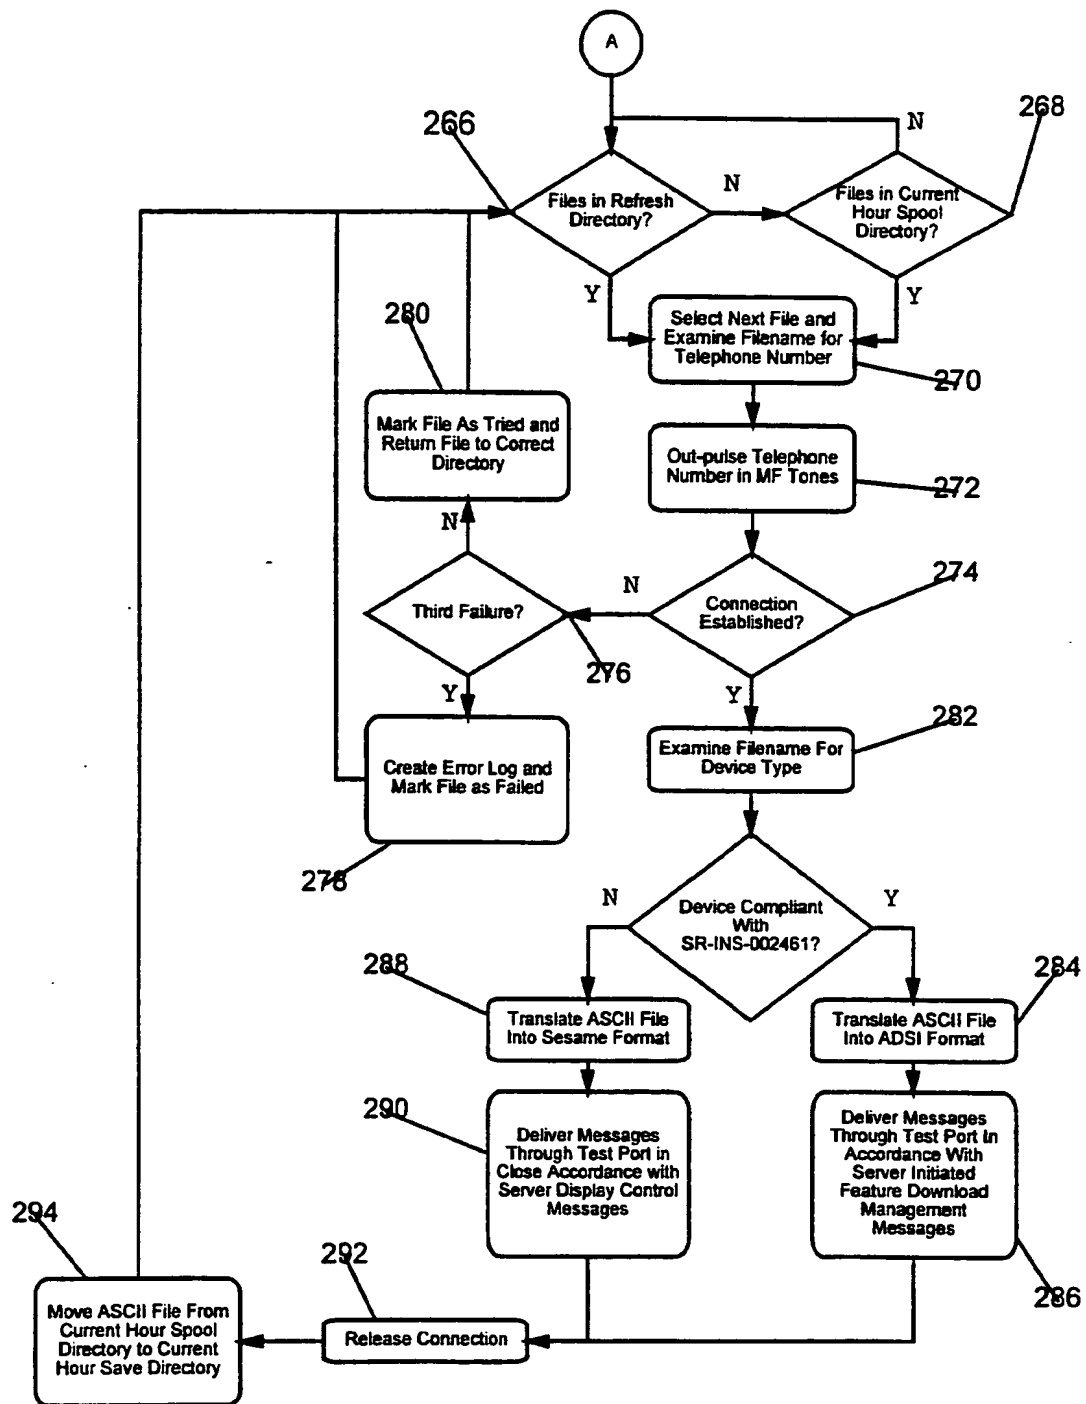 A
266
Files in Refresh
Directory?
N
N
Files in Current
Hour Spool
Directory?
268
Y
Y
Select Next File and
Examine Filename for
Telephone Number
270
280
Mark File As Tried and
Return File to Correct
Directory
Out-pulse Telephone
Number in MF Tones
272
N
Third Failure?
276
N
Connection
Established?
274
Y
Y
Create Error Log and
Mark File as Failed
278
Examine Filename For
Device Type
282
N
Device Compliant
With
SR-INS-002461?
Y
288
Translate ASCII File
Into Sesame Format
284
Translate ASCII File
Into ADSI Format
290
Deliver Messages
Through Test Port in
Close Accordance with
Server Display Control
Messages
Deliver Messages
Through Test Port in
Accordance With
Server Initiated
Feature Download
Management
Messages
286
294
Move ASCII File From
Current Hour Spool
Directory to Current
Hour Save Directory
292
Release Connection